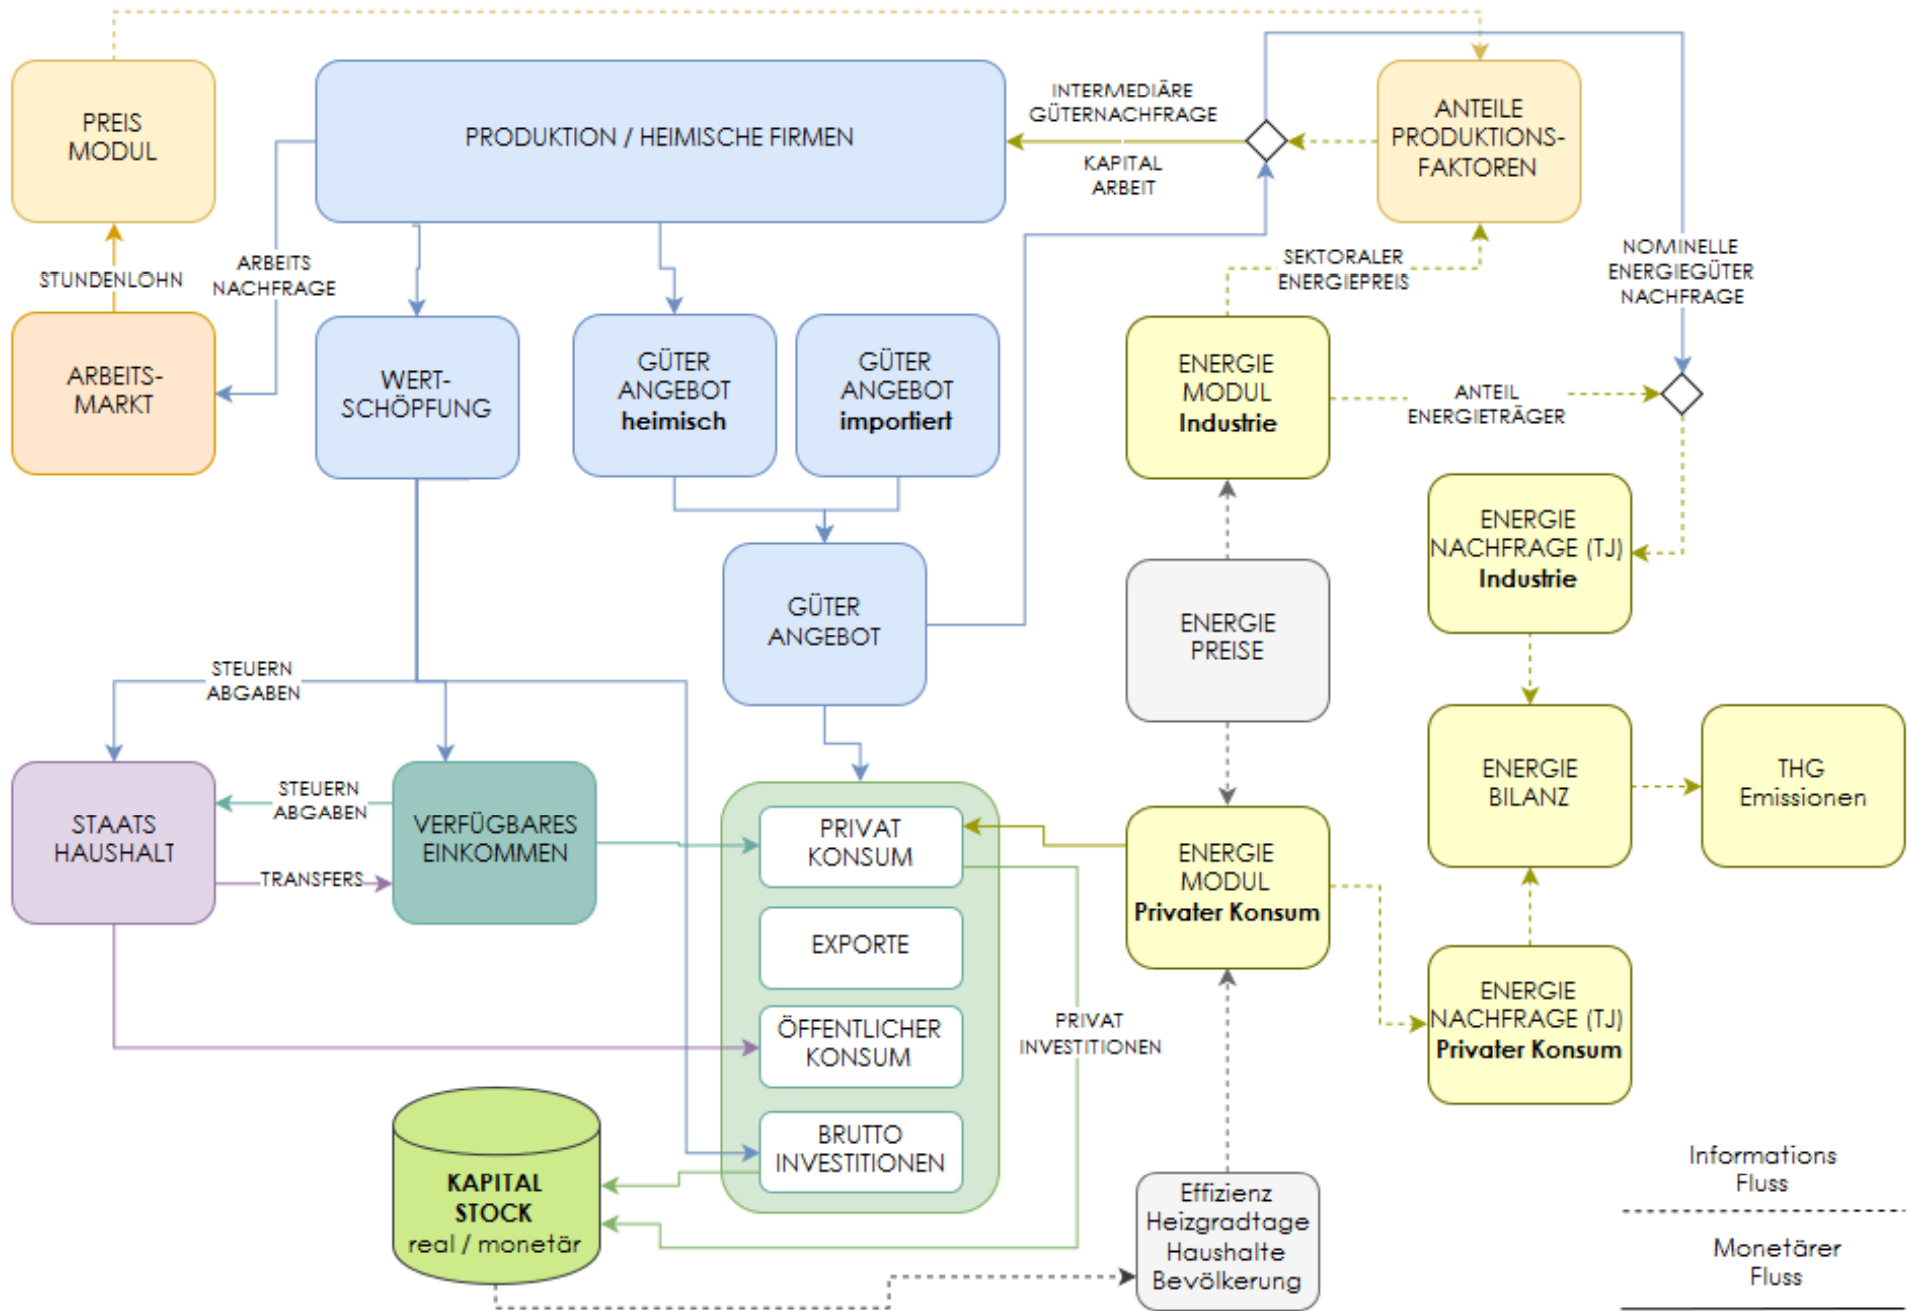 PREIS
MODUL
PRODUKTION / HEIMISCHE FIRMEN
INTERMEDIÄRE
GÜTERNACHFRAGE
KAPITAL
ARBEIT
ANTEILE
PRODUKTIONS-
FAKTOREN
STUNDENLOHN
ARBEITS
NACHFRAGE
SEKTORALER
ENERGIEPREIS
NOMINELLE
ENERGIEGÜTER
NACHFRAGE
ARBEITS-
MARKT
WERT-
SCHÖPFUNG
GÜTER
ANGEBOT
heimisch
GÜTER
ANGEBOT
importiert
ENERGIE
MODUL
Industrie
ANTEIL
ENERGIETRÄGER
ENERGIE
NACHFRAGE (TJ)
Industrie
GÜTER
ANGEBOT
ENERGIE
PREISE
STEUERN
ABGABEN
STAATS
HAUSHALT
STEUERN
ABGABEN
TRANSFERS
VERFÜGBARES
EINKOMMEN
PRIVAT
KONSUM
EXPORTE
ÖFFENTLICHER
KONSUM
BRUTTO
INVESTITIONEN
PRIVAT
INVESTITIONEN
ENERGIE
MODUL
Privater Konsum
ENERGIE
BILANZ
THG
Emissionen
ENERGIE
NACHFRAGE (TJ)
Privater Konsum
KAPITAL
STOCK
real / monetär
Effizienz
Heizgradtage
Haushalte
Bevölkerung
Informations
Fluss
Monetärer
Fluss